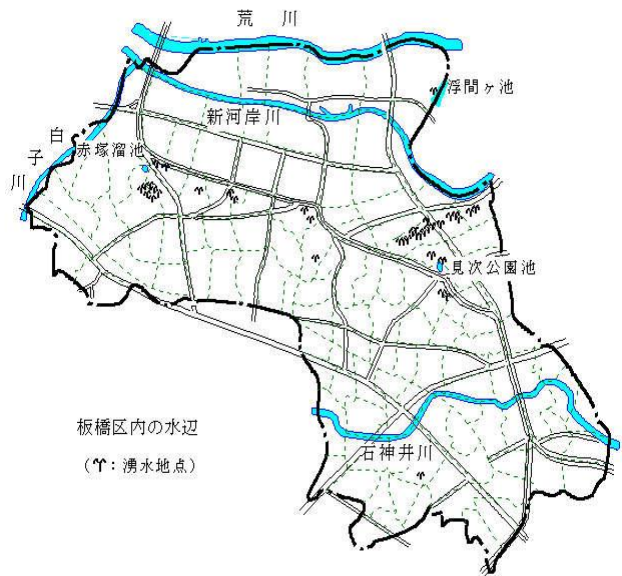 荒川
浮間ヶ池
新河岸川
白子川
赤塚溜池
見次公園池
板橋区内の水辺
(♈: 湧水地点)
石神井川